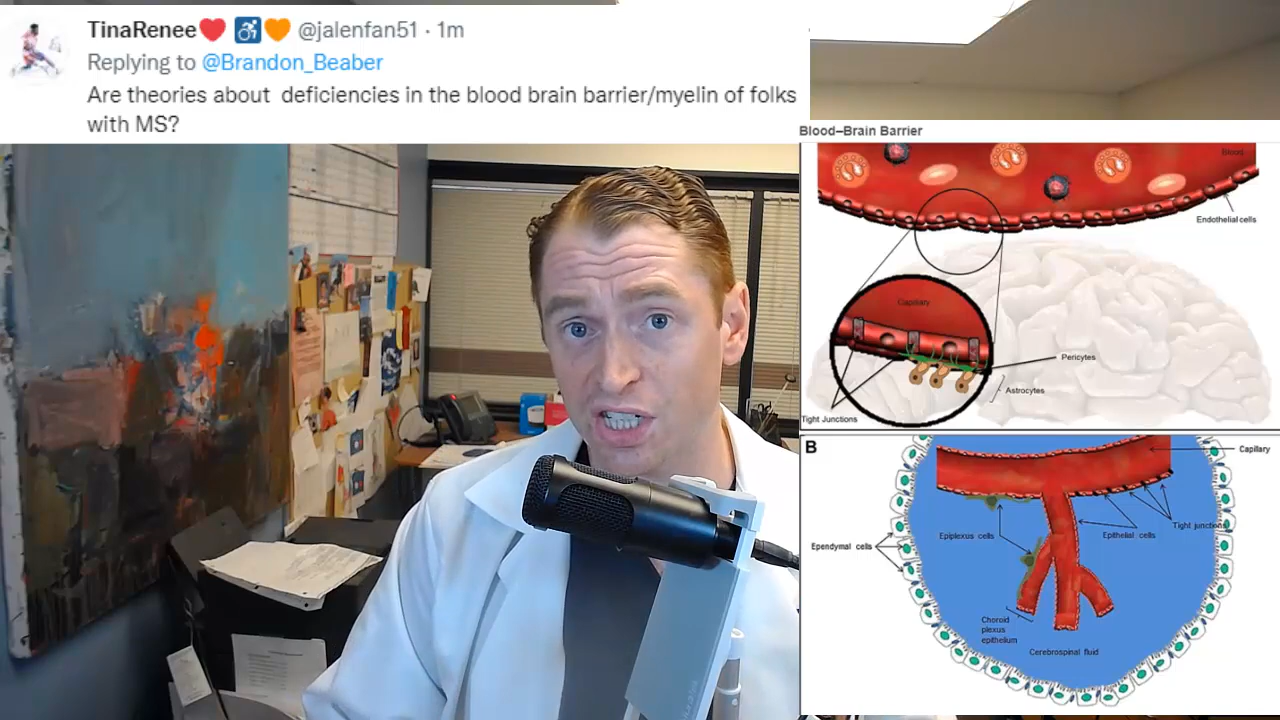 TinaRenee❤️ ♿🧡 @jalenfan51 · 1m
Replying to @Brandon_Beaber
Are theories about deficiencies in the blood brain barrier/myelin of folks
with MS?
Blood–Brain Barrier
Blood
Endothelial cells
Capillary
Pericytes
Astrocytes
Tight Junctions
B
Capillary
Tight junctions
Epiplexus cells
Epithelial cells
Ependymal cells
Choroid
plexus
epithelium
Cerebrospinal fluid